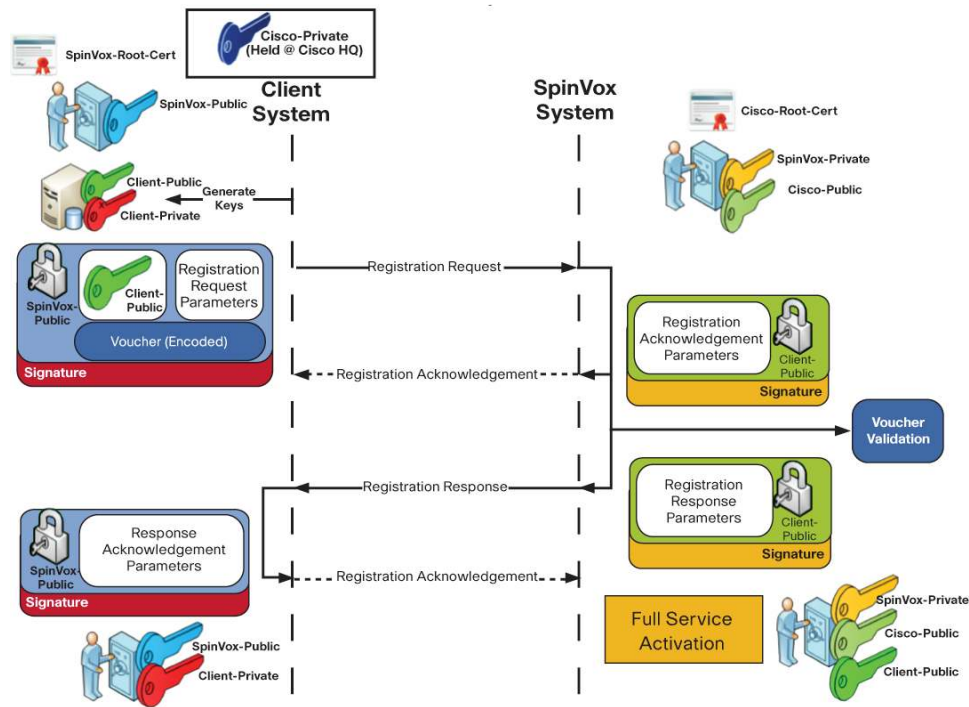 Cisco-Private
(Held @ Cisco HQ)
SpinVox-Root-Cert
Client
System
SpinVox
System
SpinVox-Public
Cisco-Root-Cert
SpinVox-Private
Cisco-Public
Client-Public
Client-Private
Generate
Keys
Registration Request
SpinVox-
Public
Client-
Public
Registration
Request
Parameters
Voucher (Encoded)
Signature
Registration
Acknowledgement
Parameters
Client-
Public
Signature
Registration Acknowledgement
Voucher
Validation
Registration Response
Registration
Response
Parameters
Client-
Public
Signature
Response
Acknowledgement
Parameters
SpinVox-
Public
Signature
Registration Acknowledgement
Full Service
Activation
SpinVox-Private
Cisco-Public
Client-Public
SpinVox-Public
Client-Private